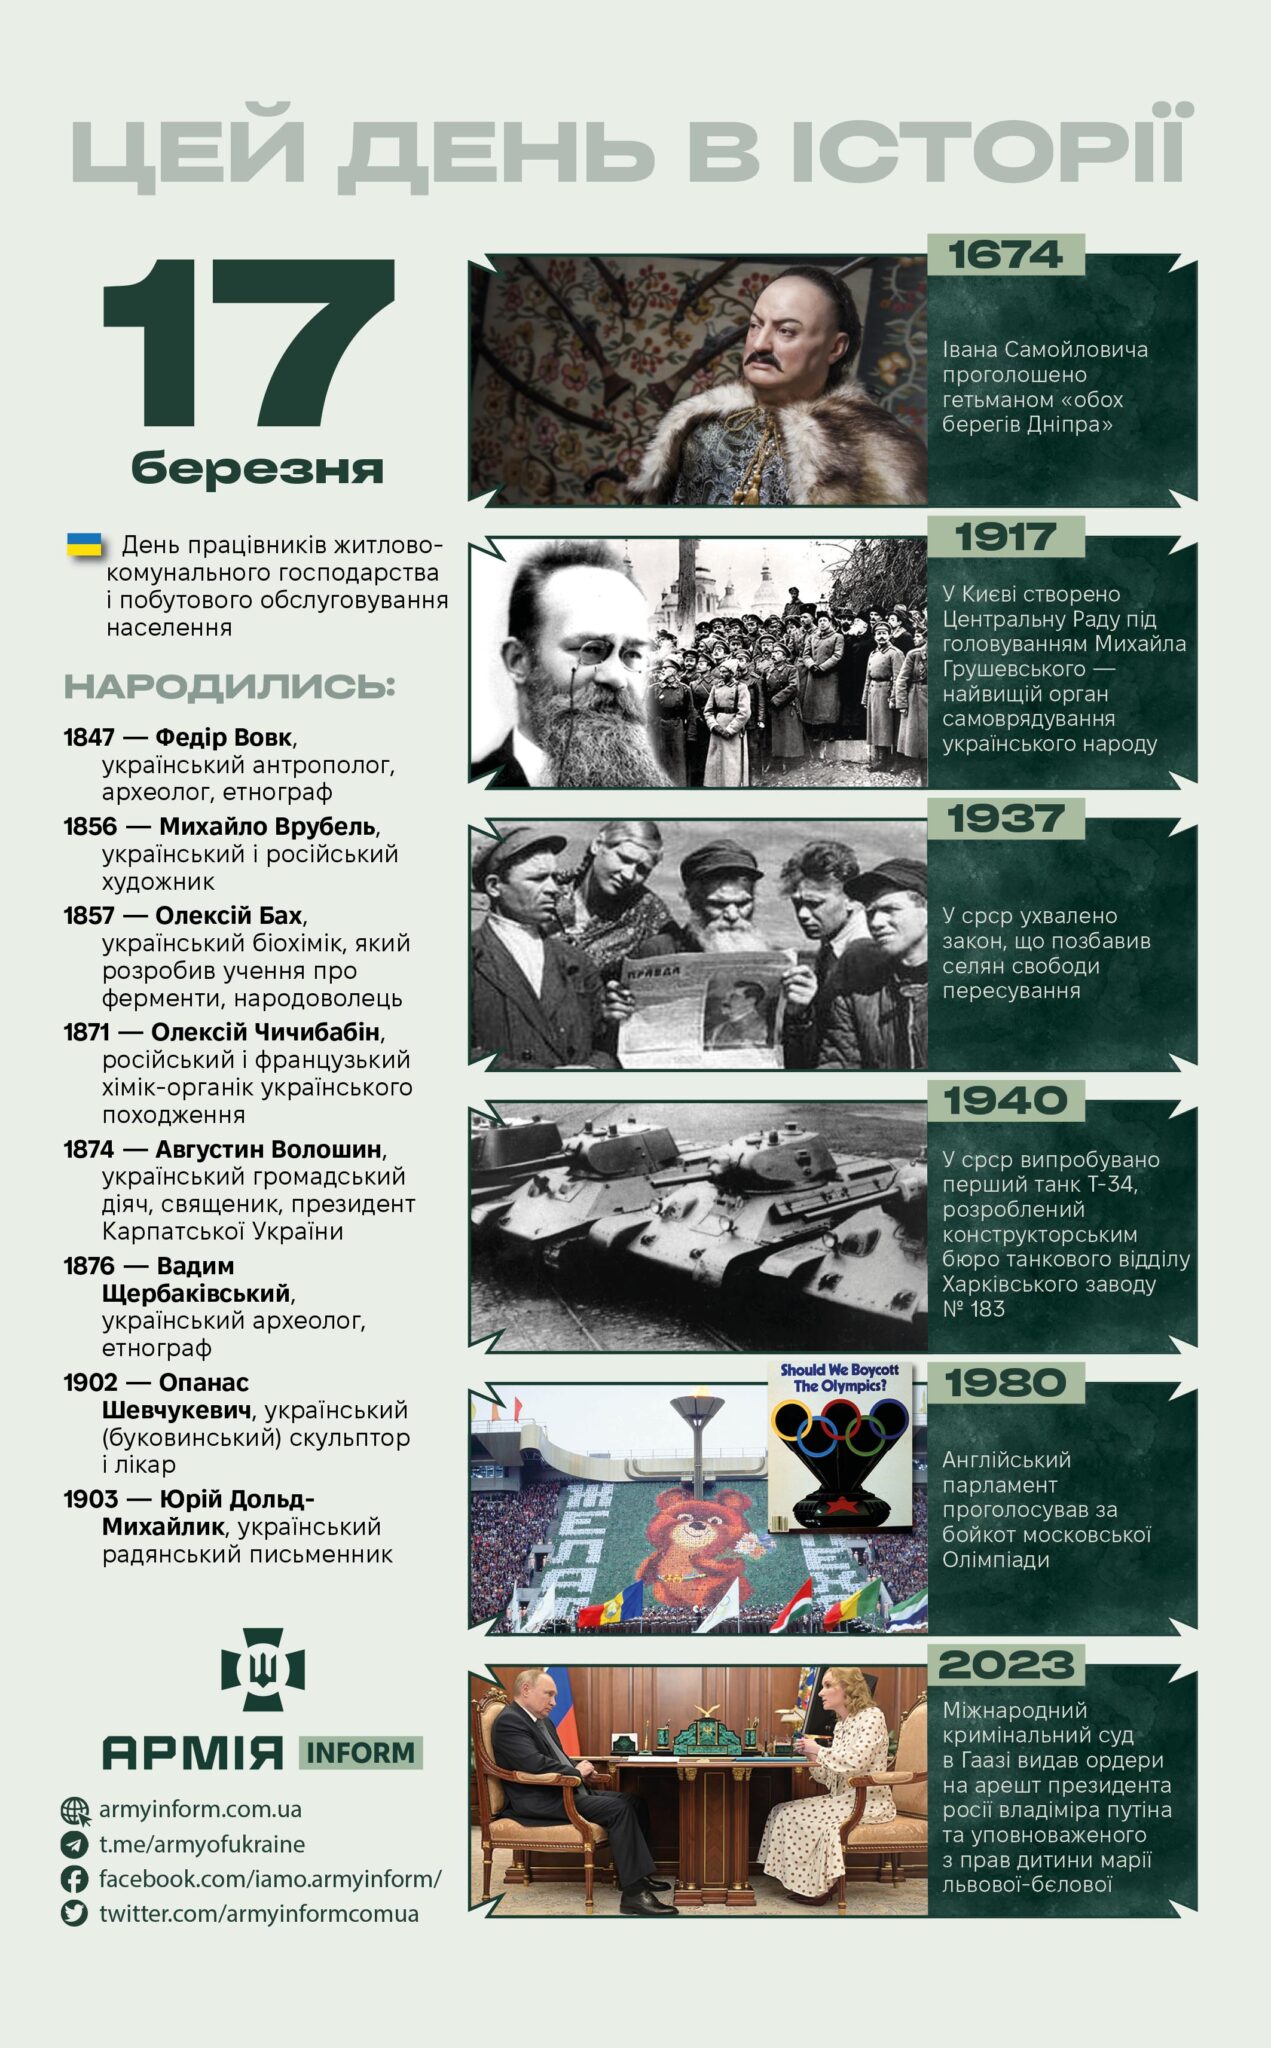 ЦЕЙ ДЕНЬ В ІСТОРІЇ
17
березня
День працівників житлово-
комунального господарства
і побутового обслуговування
населення
НАРОДИЛИСЬ:
1847 — Федір Вовк,
український антрополог,
археолог, етнограф
1856 — Михайло Врубель,
український і російський
художник
1857 — Олексій Бах,
український біохімік, який
розробив учення про
ферменти, народоволець
1871 — Олексій Чичибабін,
російський і французький
хімік-органік українського
походження
1874 — Августин Волошин,
український громадський
діяч, священик, президент
Карпатської України
1876 — Вадим
Щербаківський,
український археолог,
етнограф
1902 — Опанас
Шевчукевич, український
(буковинський) скульптор
і лікар
1903 — Юрій Дольд-
Михайлик, український
радянський письменник
АРМІЯ INFORM
armyinform.com.ua
t.me/armyofukraine
facebook.com/iamo.armyinform/
twitter.com/armyinformcomua
1674
Івана Самойловича
проголошено
гетьманом «обох
берегів Дніпра»
1917
У Києві створено
Центральну Раду під
головуванням Михайла
Грушевського —
найвищій орган
самоврядування
українського народу
1937
У срср ухвалено
закон, що позбавив
селян свободи
пересування
ПРАВДА
1940
У срср випробувано
перший танк Т-34,
розроблений
конструкторським
бюро танкового відділу
Харківського заводу
№ 183
1980
Should We Boycott
The Olympics?
Англійський
парламент
проголосував за
бойкот московської
Олімпіади
2023
Міжнародний
кримінальний суд
в Гаазі видав ордери
на арешт президента
росії владіміра путіна
та уповноваженого
з прав дитини марії
львової-бєлової